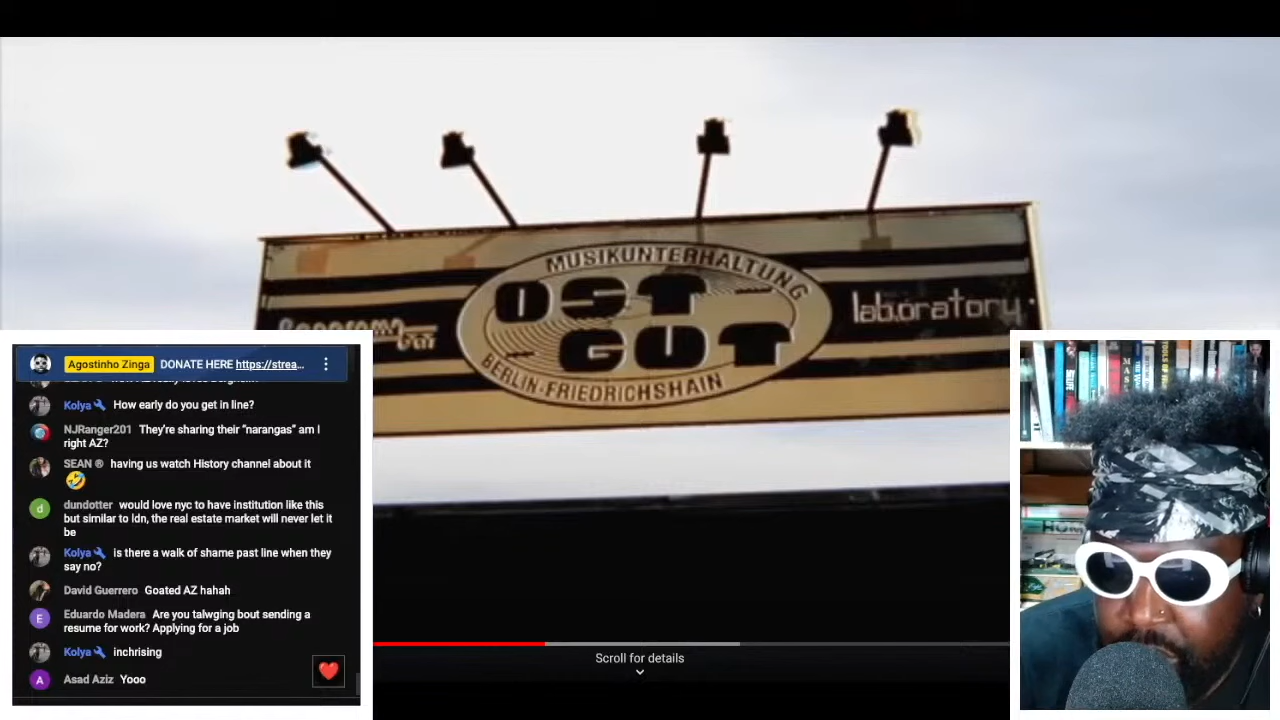 MUSIKUNTERHALTUNG
OST
GUT
BERLIN-FRIEDRICHSHAIN
Panorama
Bar
laboratory
Agostinho Zinga DONATE HERE https://strea...
Kolya How early do you get in line?
NJRanger201 They're sharing their “narangas” am I
right AZ?
SEAN ® having us watch History channel about it
dundotter would love nyc to have institution like this
but similar to ldn, the real estate market will never let it
be
Kolya is there a walk of shame past line when they
say no?
David Guerrero Goated AZ hahah
E
Eduardo Madera Are you talwging bout sending a
resume for work? Applying for a job
Kolya inchrising
A
Asad Aziz Yooo
d
Scroll for details